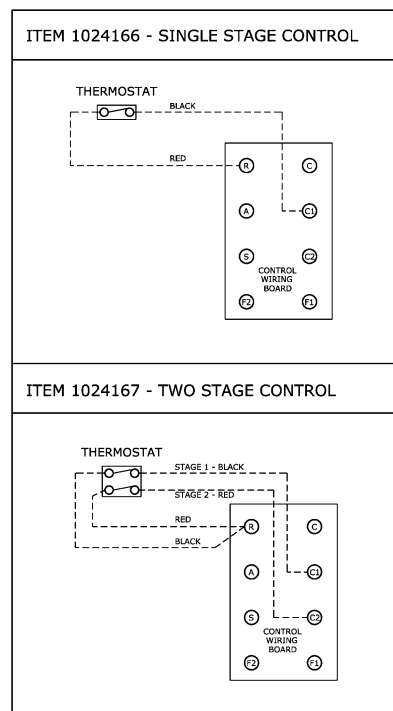 ITEM 1024166 - SINGLE STAGE CONTROL
THERMOSTAT
BLACK
RED
R
C
A
C1
S
C2
CONTROL
WIRING
BOARD
F2
F1
ITEM 1024167 - TWO STAGE CONTROL
THERMOSTAT
STAGE 1 - BLACK
STAGE 2 - RED
RED
R
C
BLACK
A
C1
S
C2
CONTROL
WIRING
BOARD
F2
F1